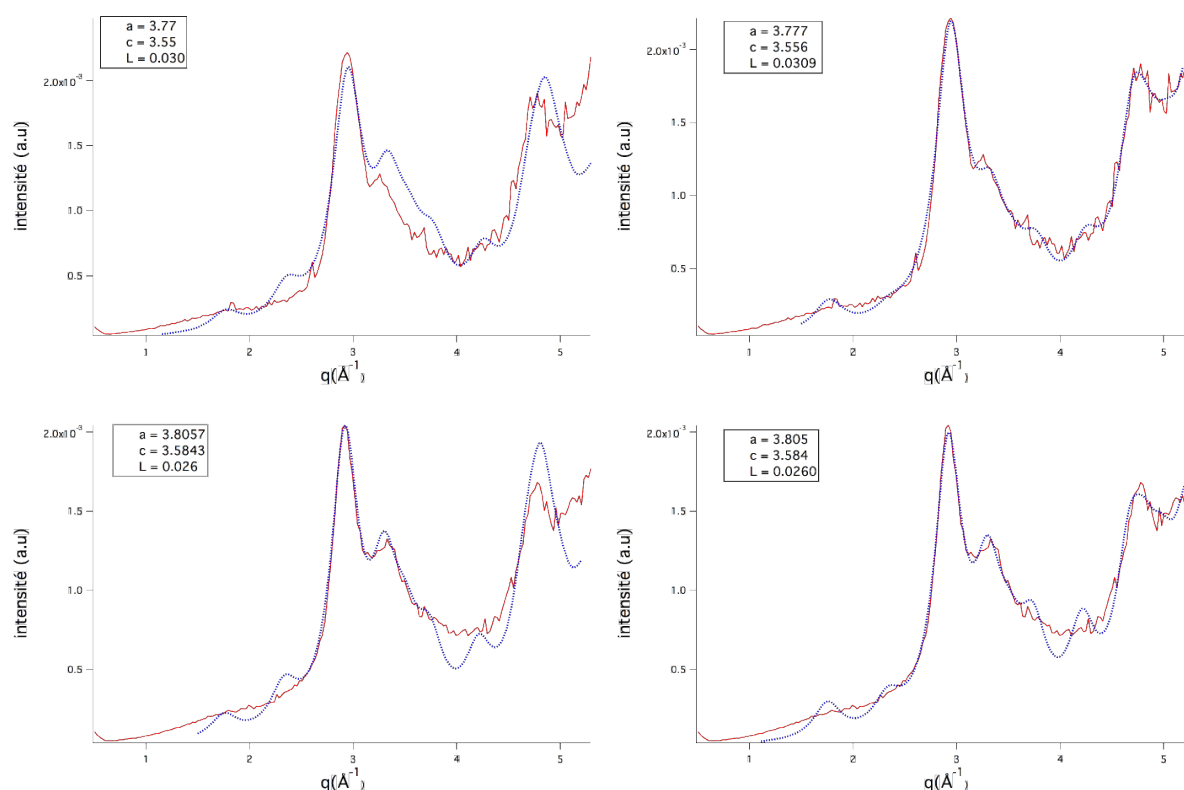 a = 3.77
c = 3.55
L = 0.030
intensité (a.u)
2.0x10⁻³
1.5
1.0
0.5
1 2 3 4 5
q(Å⁻¹)
a = 3.777
c = 3.556
L = 0.0309
intensité (a.u)
2.0x10⁻³
1.5
1.0
0.5
1 2 3 4 5
q(Å⁻¹)
a = 3.8057
c = 3.5843
L = 0.026
intensité (a.u)
2.0x10⁻³
1.5
1.0
0.5
1 2 3 4 5
q(Å⁻¹)
a = 3.805
c = 3.584
L = 0.0260
intensité (a.u)
2.0x10⁻³
1.5
1.0
0.5
1 2 3 4 5
q(Å⁻¹)